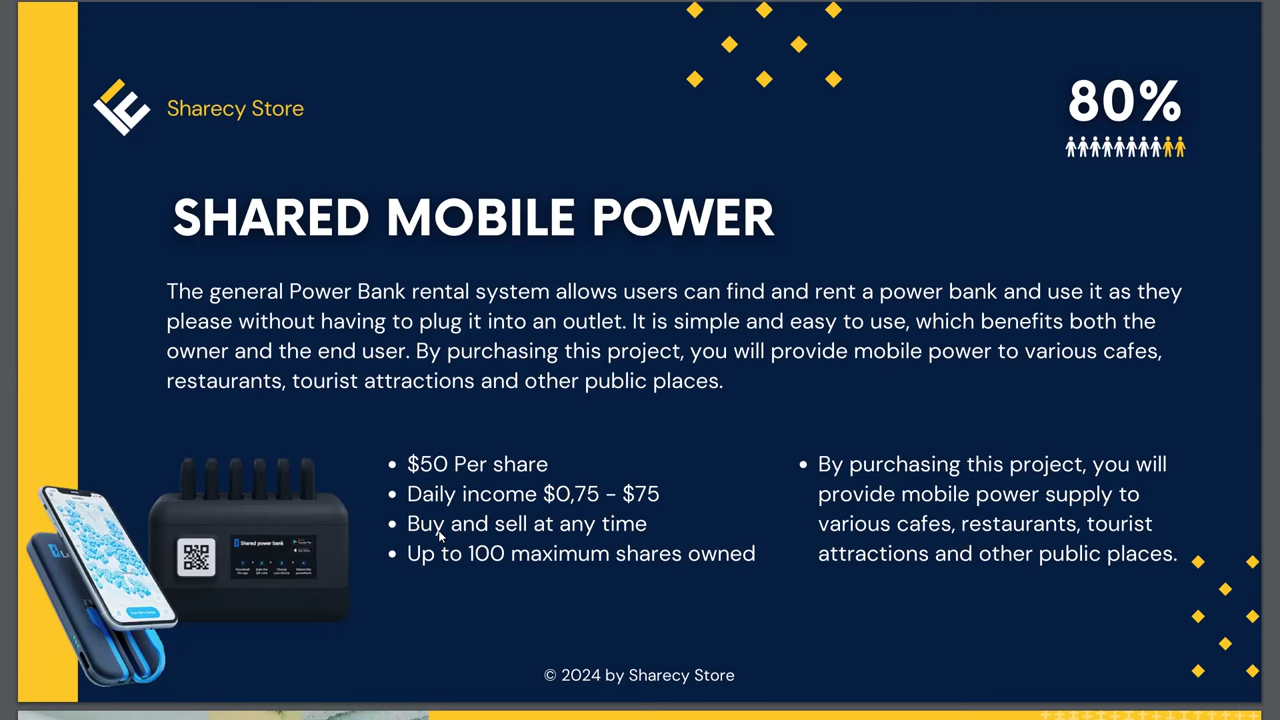 Sharecy Store
80%
SHARED MOBILE POWER
The general Power Bank rental system allows users can find and rent a power bank and use it as they
please without having to plug it into an outlet. It is simple and easy to use, which benefits both the
owner and the end user. By purchasing this project, you will provide mobile power to various cafes,
restaurants, tourist attractions and other public places.
• $50 Per share
• Daily income $0,75 - $75
• Buy and sell at any time
• Up to 100 maximum shares owned
• By purchasing this project, you will
provide mobile power supply to
various cafes, restaurants, tourist
attractions and other public places.
Shared power bank
© 2024 by Sharecy Store